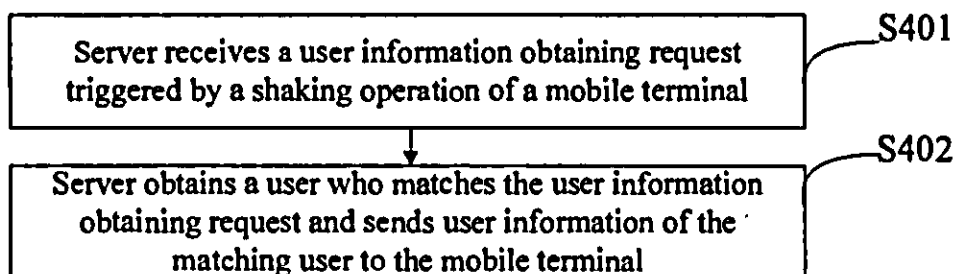 Server receives a user information obtaining request
triggered by a shaking operation of a mobile terminal
S401
Server obtains a user who matches the user information
obtaining request and sends user information of the
matching user to the mobile terminal
S402